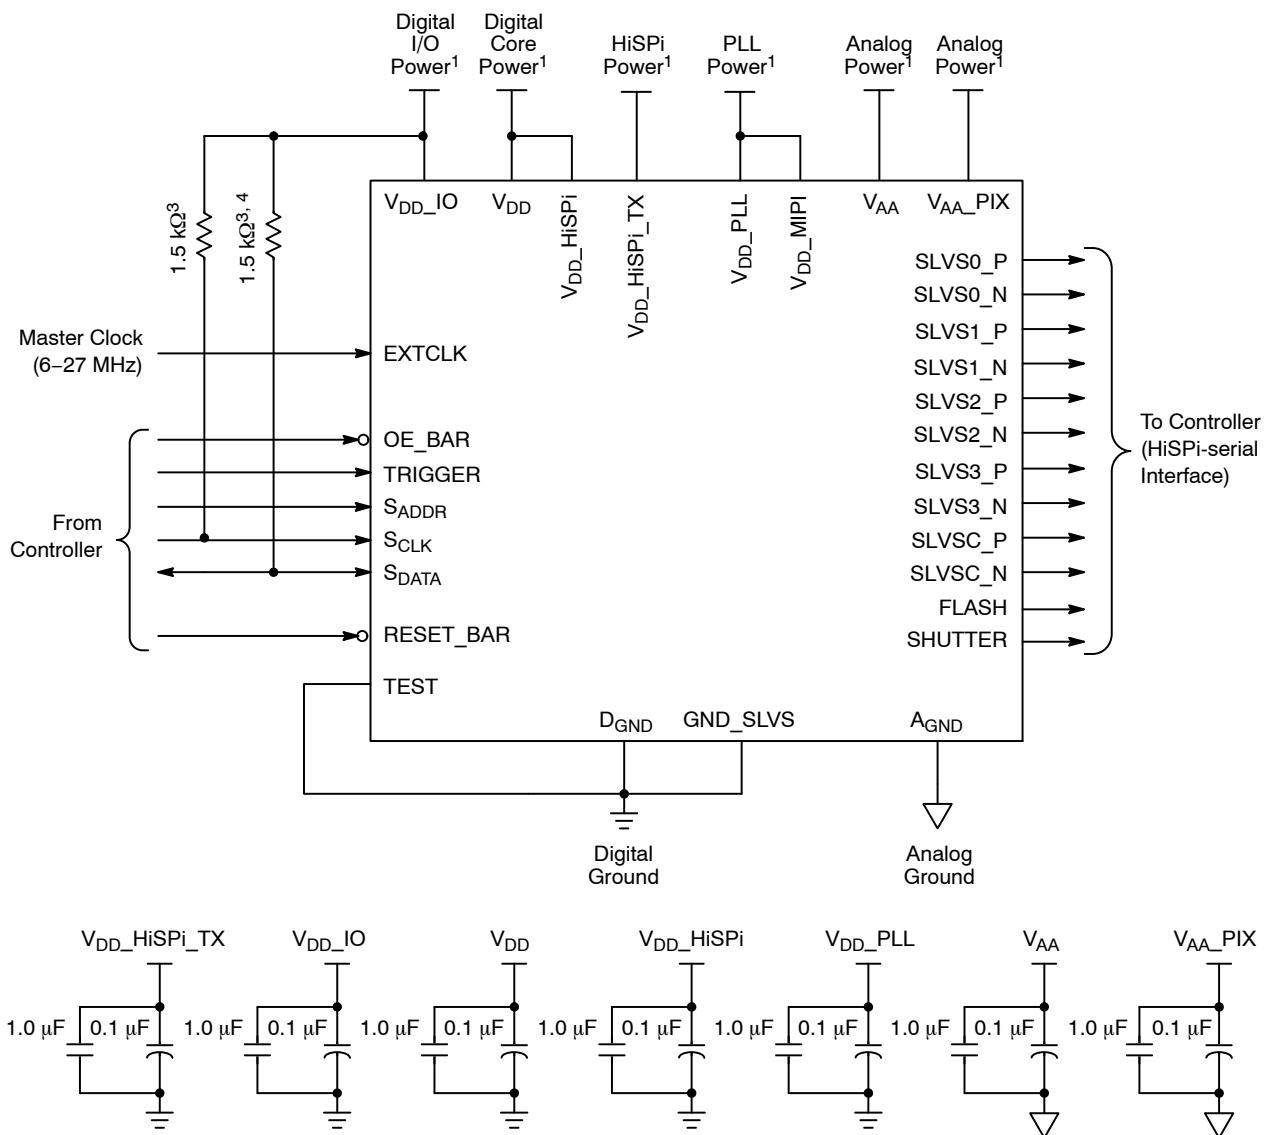 Digital
I/O
Power1
Digital
Core
Power1
HiSPi
Power1
PLL
Power1
Analog
Power1
Analog
Power1
1.5 kΩ3
1.5 kΩ3, 4
VDD_IO
VDD
VDD_HiSPi
VDD_HiSPi_TX
VDD_PLL
VDD_MIPI
VAA
VAA_PIX
Master Clock
(6–27 MHz)
EXTCLK
From
Controller
OE_BAR
TRIGGER
SADDR
SCLK
SDATA
RESET_BAR
TEST
SLVS0_P
SLVS0_N
SLVS1_P
SLVS1_N
SLVS2_P
SLVS2_N
SLVS3_P
SLVS3_N
SLVSC_P
SLVSC_N
FLASH
SHUTTER
To Controller
(HiSPi-serial
Interface)
DGND
GND_SLVS
AGND
Digital
Ground
Analog
Ground
VDD_HiSPi_TX
VDD_IO
VDD
VDD_HiSPi
VDD_PLL
VAA
VAA_PIX
1.0 μF
0.1 μF
1.0 μF
0.1 μF
1.0 μF
0.1 μF
1.0 μF
0.1 μF
1.0 μF
0.1 μF
1.0 μF
0.1 μF
1.0 μF
0.1 μF